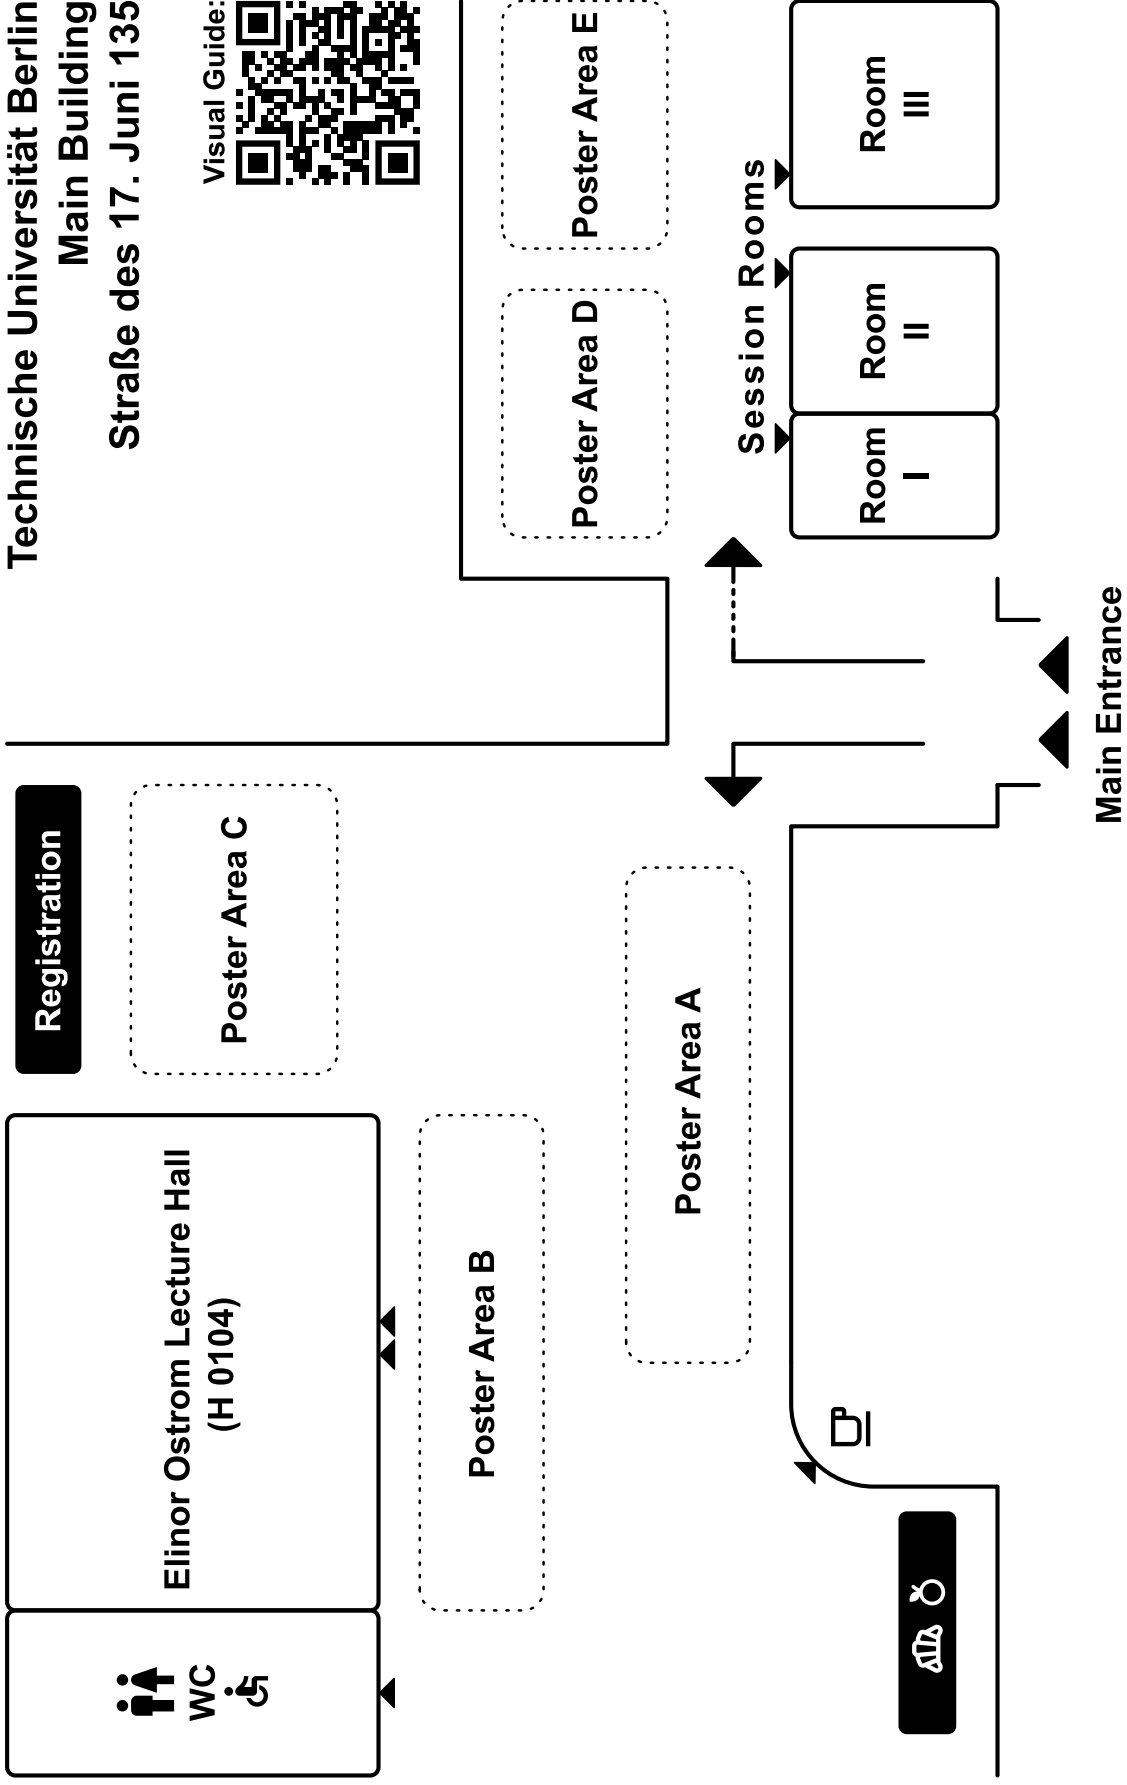 Technische Universität Berlin
Main Building
Straße des 17. Juni 135
Visual Guide:
Elinor Ostrom Lecture Hall
(H 0104)
WC
Registration
Poster Area C
Poster Area B
Poster Area A
Poster Area D
Poster Area E
Session Rooms
Room
I
Room
II
Room
III
Main Entrance